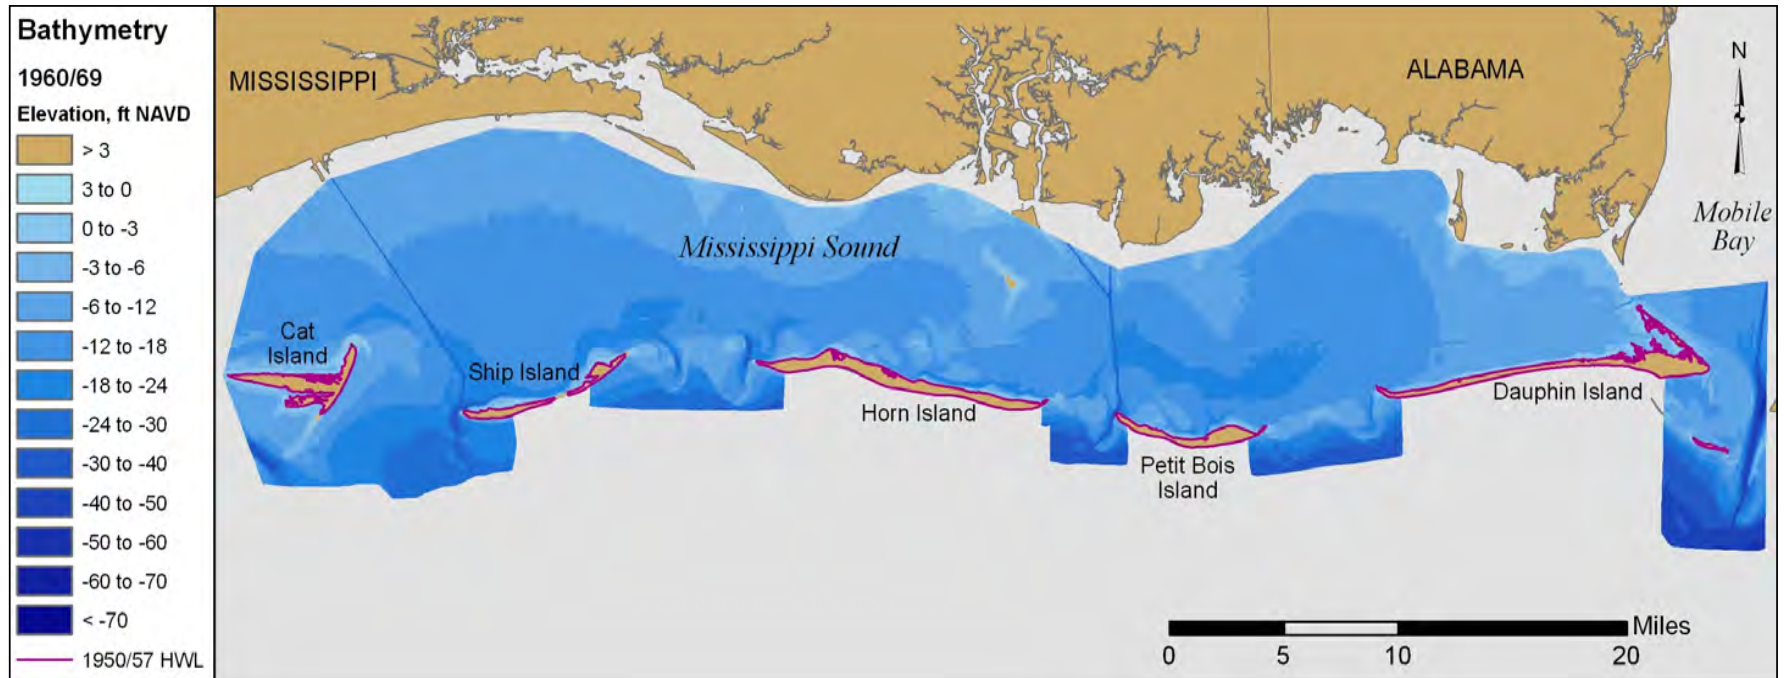 Bathymetry
1960/69
Elevation, ft NAVD
> 3
3 to 0
0 to -3
-3 to -6
-6 to -12
-12 to -18
-18 to -24
-24 to -30
-30 to -40
-40 to -50
-50 to -60
-60 to -70
< -70
1950/57 HWL
MISSISSIPPI
ALABAMA
N
Mobile
Bay
Mississippi Sound
Cat
Island
Ship Island
Horn Island
Petit Bois
Island
Dauphin Island
Miles
0 5 10 20